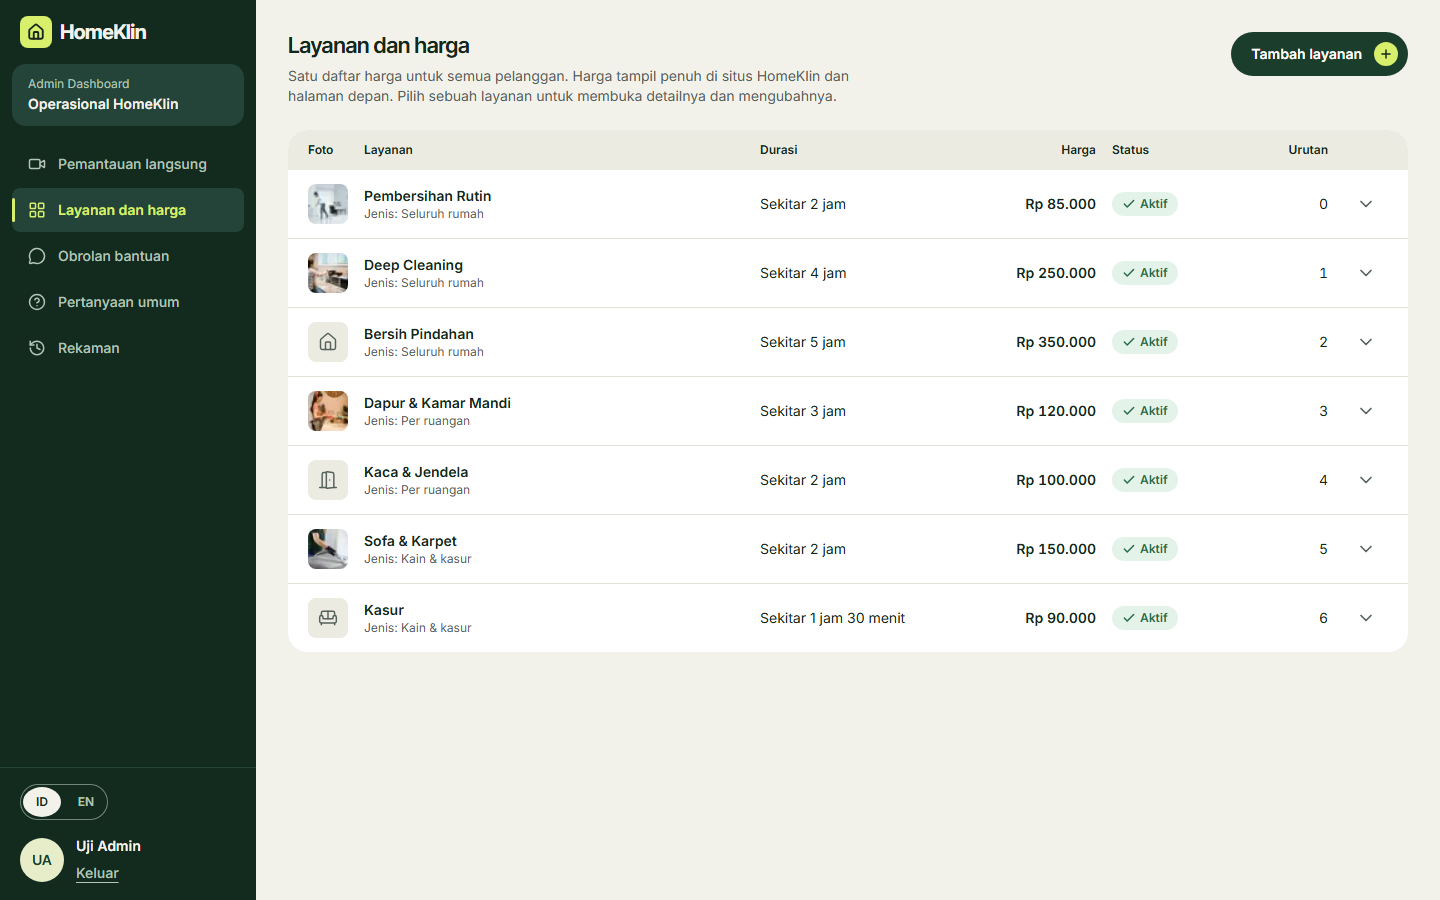 HomeKlin
Admin Dashboard
Operasional HomeKlin
Pemantauan langsung
Layanan dan harga
Obrolan bantuan
Pertanyaan umum
Rekaman
ID EN
UA
Uji Admin
Keluar
Layanan dan harga
Satu daftar harga untuk semua pelanggan. Harga tampil penuh di situs HomeKlin dan
halaman depan. Pilih sebuah layanan untuk membuka detailnya dan mengubahnya.
Tambah layanan
Foto Layanan Durasi Harga Status Urutan
Pembersihan Rutin
Jenis: Seluruh rumah
Sekitar 2 jam Rp 85.000 Aktif 0
Deep Cleaning
Jenis: Seluruh rumah
Sekitar 4 jam Rp 250.000 Aktif 1
Bersih Pindahan
Jenis: Seluruh rumah
Sekitar 5 jam Rp 350.000 Aktif 2
Dapur & Kamar Mandi
Jenis: Per ruangan
Sekitar 3 jam Rp 120.000 Aktif 3
Kaca & Jendela
Jenis: Per ruangan
Sekitar 2 jam Rp 100.000 Aktif 4
Sofa & Karpet
Jenis: Kain & kasur
Sekitar 2 jam Rp 150.000 Aktif 5
Kasur
Jenis: Kain & kasur
Sekitar 1 jam 30 menit Rp 90.000 Aktif 6